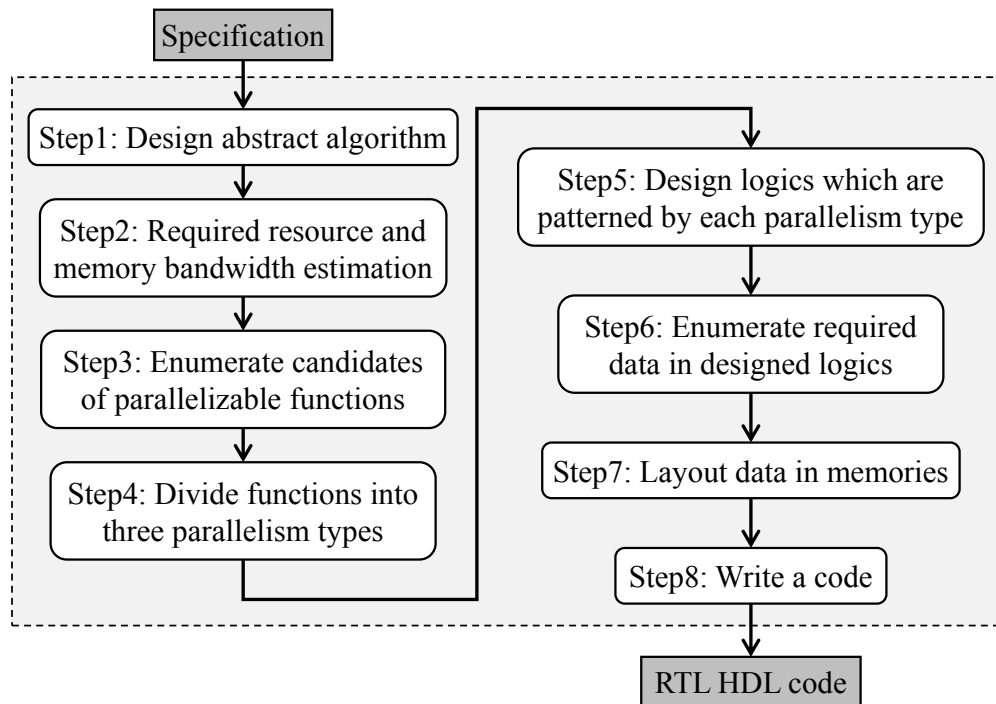 Specification
Step1: Design abstract algorithm
Step2: Required resource and
memory bandwidth estimation
Step3: Enumerate candidates
of parallelizable functions
Step4: Divide functions into
three parallelism types
Step5: Design logics which are
patterned by each parallelism type
Step6: Enumerate required
data in designed logics
Step7: Layout data in memories
Step8: Write a code
RTL HDL code